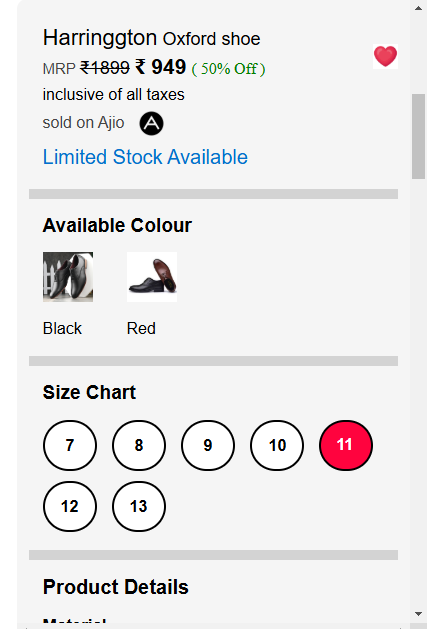 Harringgton Oxford shoe
MRP ₹1899 ₹ 949 ( 50% Off )
inclusive of all taxes
sold on Ajio
Limited Stock Available
Available Colour
Black Red
Size Chart
7 8 9 10 11
12 13
Product Details
Material